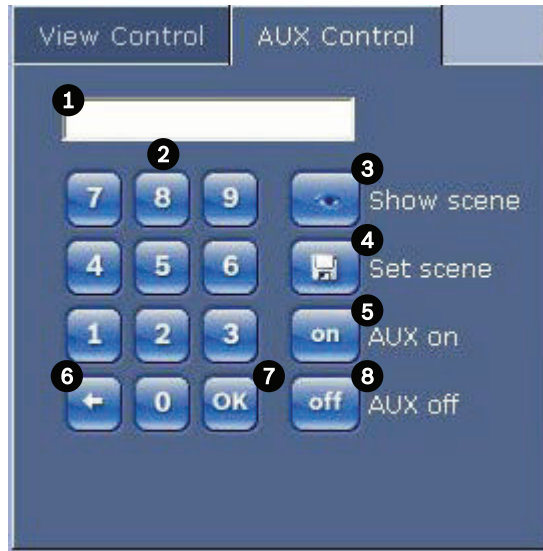 View Control AUX Control
1
2
3
7 8 9 Show scene
4
4 5 6 Set scene
5
1 2 3 on AUX on
6 7 8
0 OK off AUX off